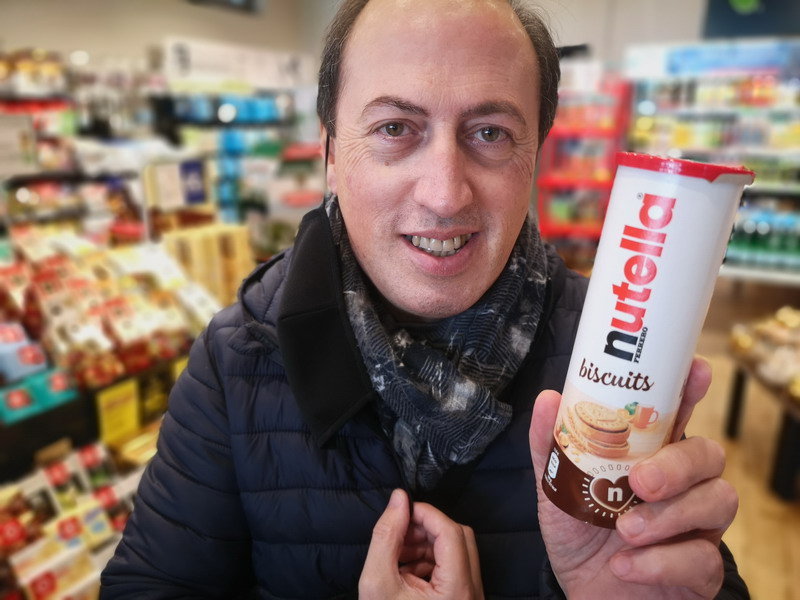 nutella®
FERRERO
biscuits
n